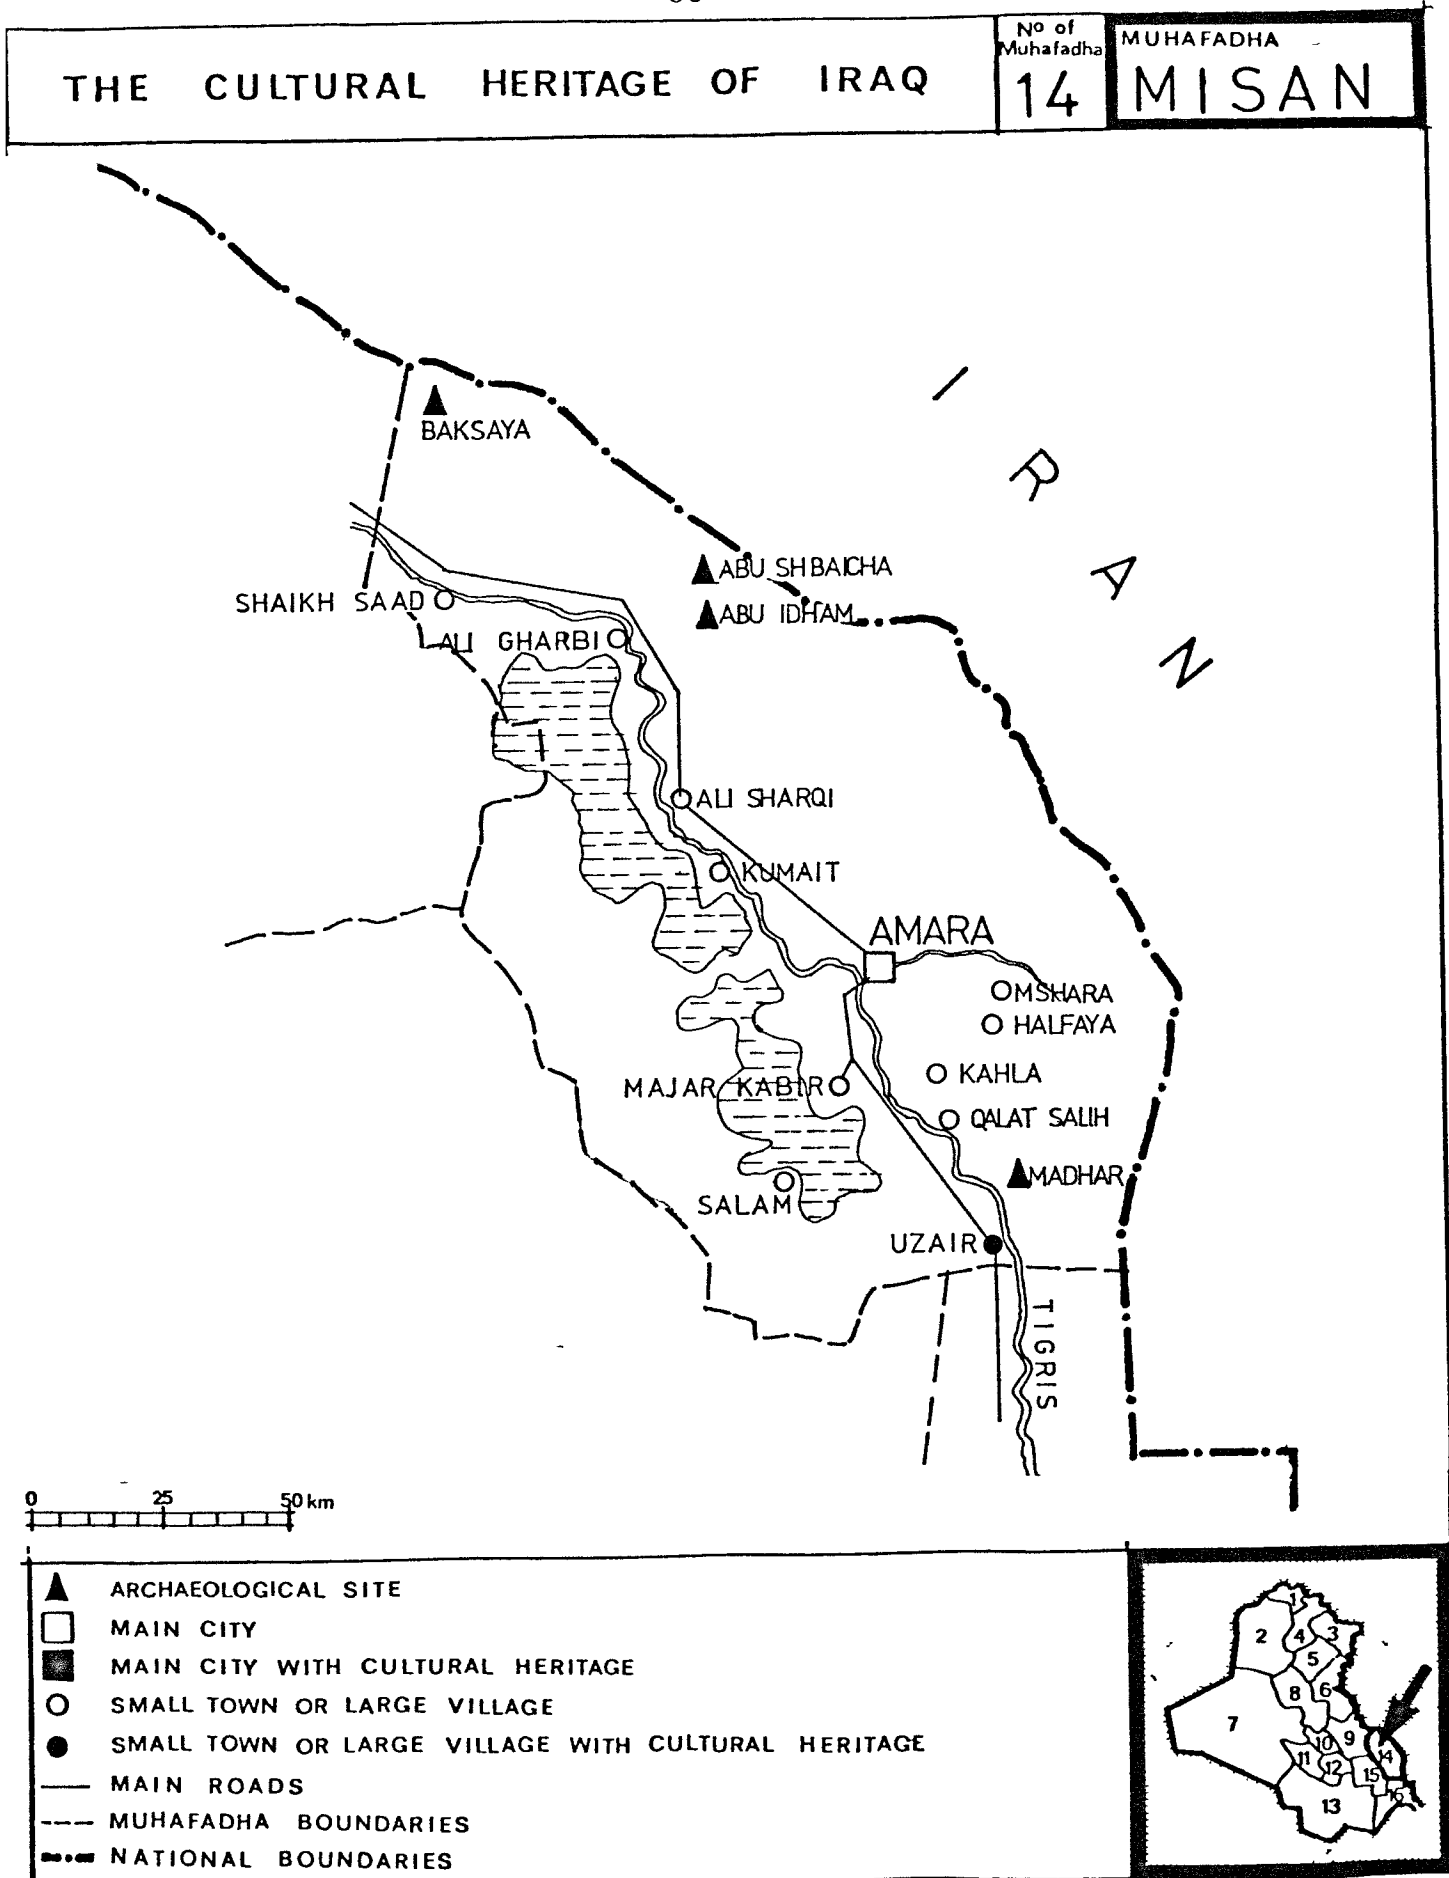 THE CULTURAL HERITAGE OF IRAQ
Nº of
Muhafadha
14
MUHAFADHA
MISAN
I R A N
BAKSAYA
ABU SHBAICHA
ABU IDHAM
SHAIKH SAAD
ALI GHARBI
ALI SHARQI
KUMAIT
AMARA
MSHARA
HALFAYA
KAHLA
MAJAR KABIR
QALAT SALIH
MADHAR
SALAM
UZAIR
TIGRIS
0 25 50 km
ARCHAEOLOGICAL SITE
MAIN CITY
MAIN CITY WITH CULTURAL HERITAGE
SMALL TOWN OR LARGE VILLAGE
SMALL TOWN OR LARGE VILLAGE WITH CULTURAL HERITAGE
MAIN ROADS
MUHAFADHA BOUNDARIES
NATIONAL BOUNDARIES
1
2 4 3
5
8 6
7 10 9
11 12 15 14
13 16